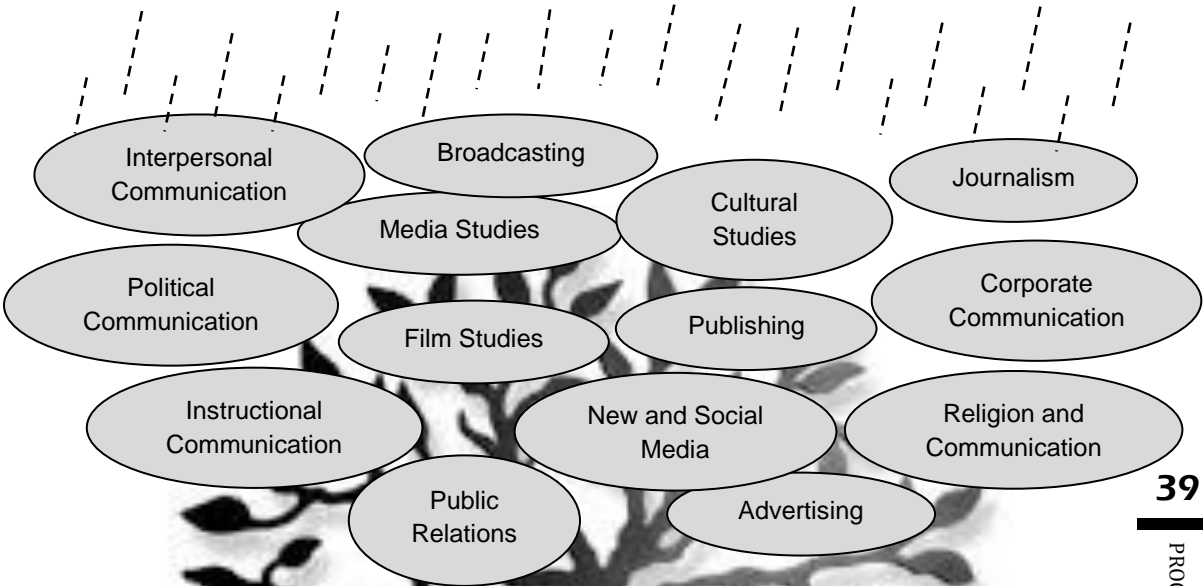 Interpersonal
Communication
Broadcasting
Journalism
Media Studies
Cultural
Studies
Political
Communication
Corporate
Communication
Film Studies
Publishing
Instructional
Communication
New and Social
Media
Religion and
Communication
Public
Relations
Advertising
39